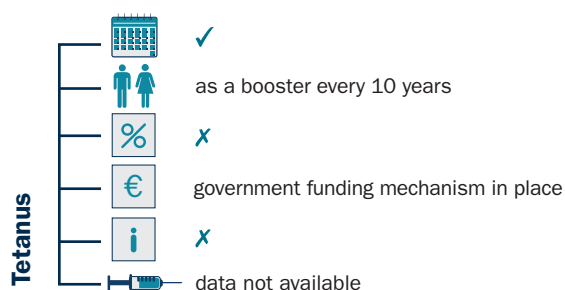 ✓
as a booster every 10 years
% ✗
€ government funding mechanism in place
i ✗
data not available
Tetanus